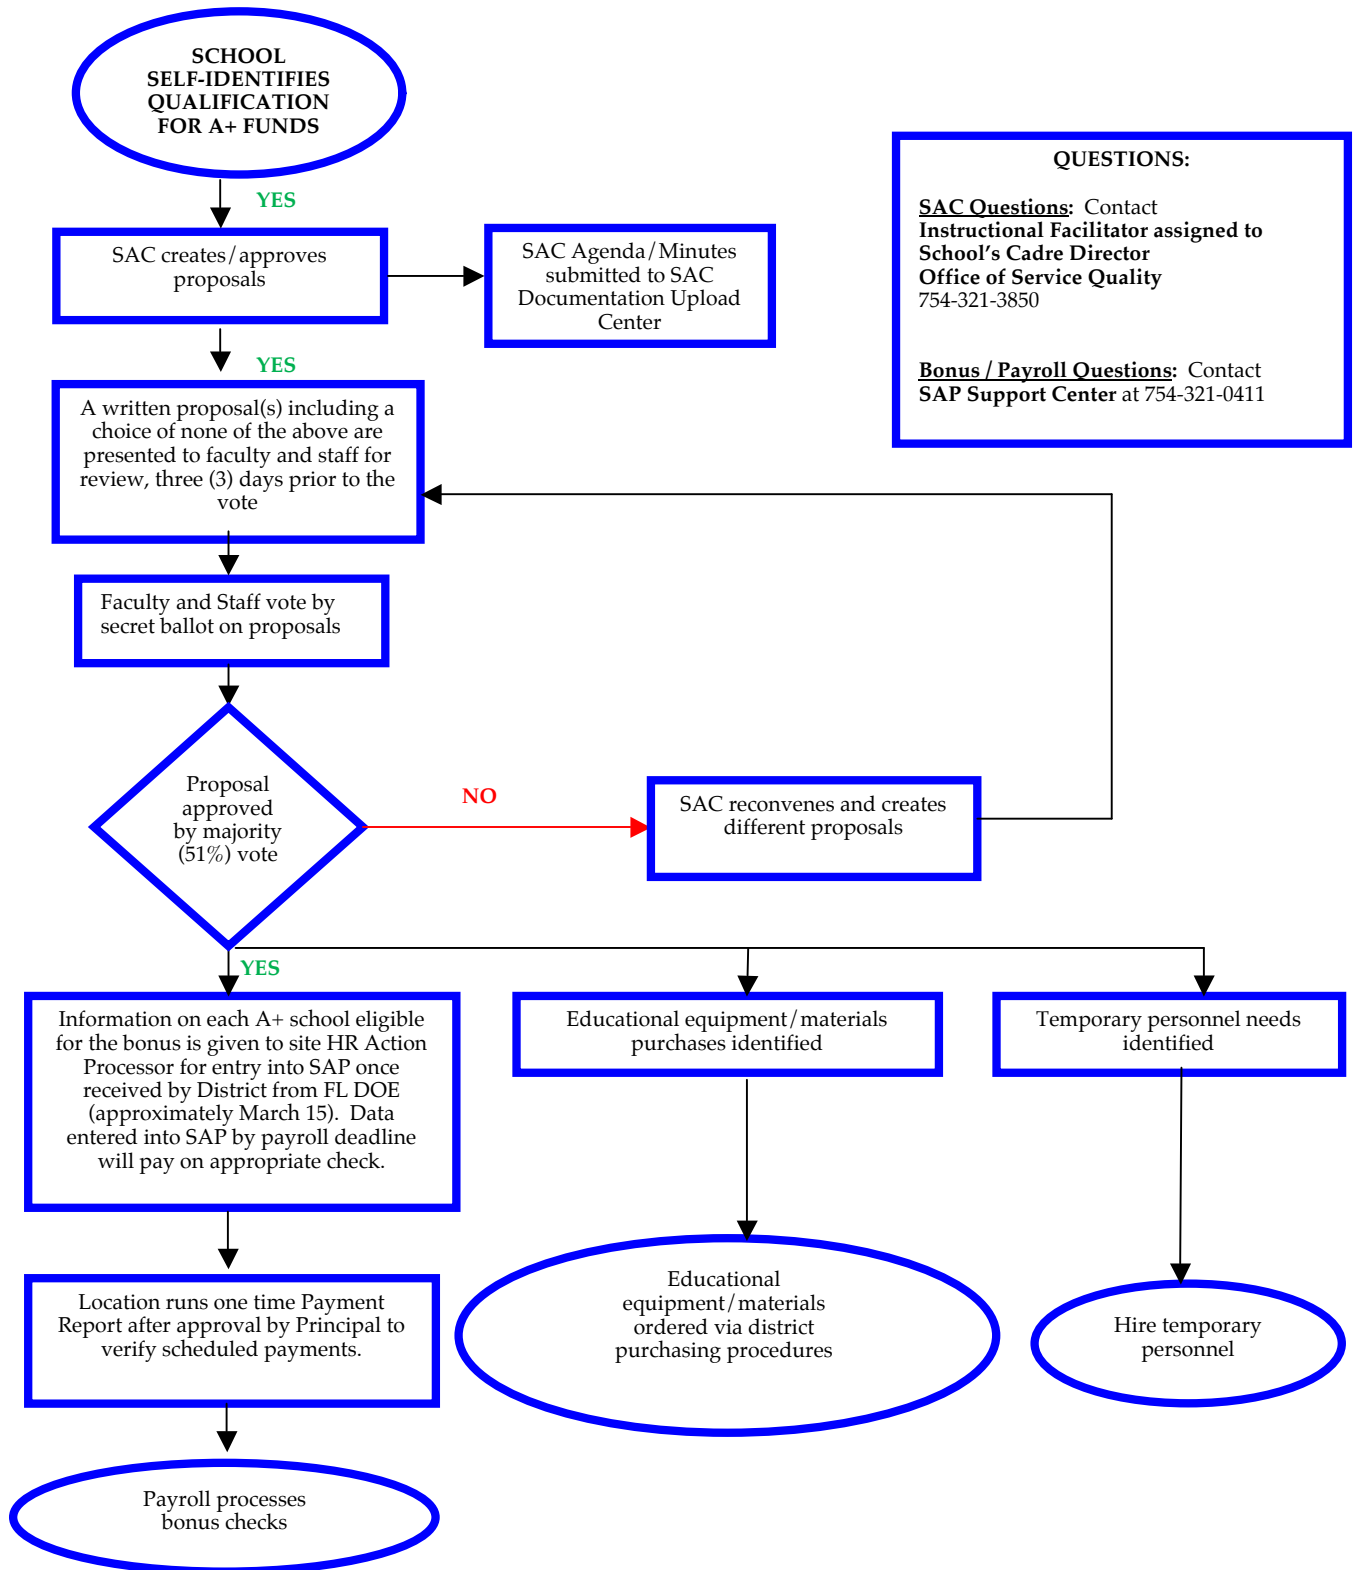 SCHOOL
SELF-IDENTIFIES
QUALIFICATION
FOR A+ FUNDS
YES
SAC creates/approves
proposals
SAC Agenda/Minutes
submitted to SAC
Documentation Upload
Center
QUESTIONS:
SAC Questions: Contact
Instructional Facilitator assigned to
School's Cadre Director
Office of Service Quality
754-321-3850
Bonus / Payroll Questions: Contact
SAP Support Center at 754-321-0411
YES
A written proposal(s) including a
choice of none of the above are
presented to faculty and staff for
review, three (3) days prior to the
vote
Faculty and Staff vote by
secret ballot on proposals
Proposal
approved
by majority
(51%) vote
NO
SAC reconvenes and creates
different proposals
YES
Information on each A+ school eligible
for the bonus is given to site HR Action
Processor for entry into SAP once
received by District from FL DOE
(approximately March 15). Data
entered into SAP by payroll deadline
will pay on appropriate check.
Educational equipment/materials
purchases identified
Temporary personnel needs
identified
Location runs one time Payment
Report after approval by Principal to
verify scheduled payments.
Educational
equipment/materials
ordered via district
purchasing procedures
Hire temporary
personnel
Payroll processes
bonus checks